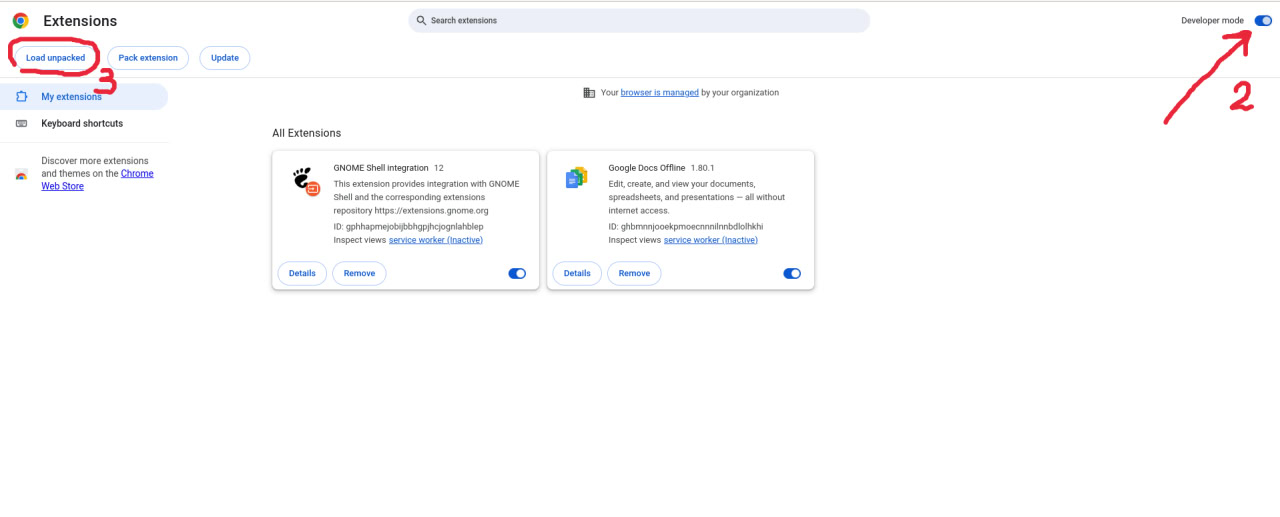 Extensions
Search extensions
Developer mode
Load unpacked
Pack extension
Update
3
2
My extensions
Keyboard shortcuts
Discover more extensions
and themes on the Chrome
Web Store
Your browser is managed by your organization
All Extensions
GNOME Shell integration 12
This extension provides integration with GNOME
Shell and the corresponding extensions
repository https://extensions.gnome.org
ID: gphhapmejobijbbhgpjhcjognlahblep
Inspect views service worker (Inactive)
Details
Remove
Google Docs Offline 1.80.1
Edit, create, and view your documents,
spreadsheets, and presentations — all without
internet access.
ID: ghbmnnjooekpmoecnnnilnnbdlolhkhi
Inspect views service worker (Inactive)
Details
Remove